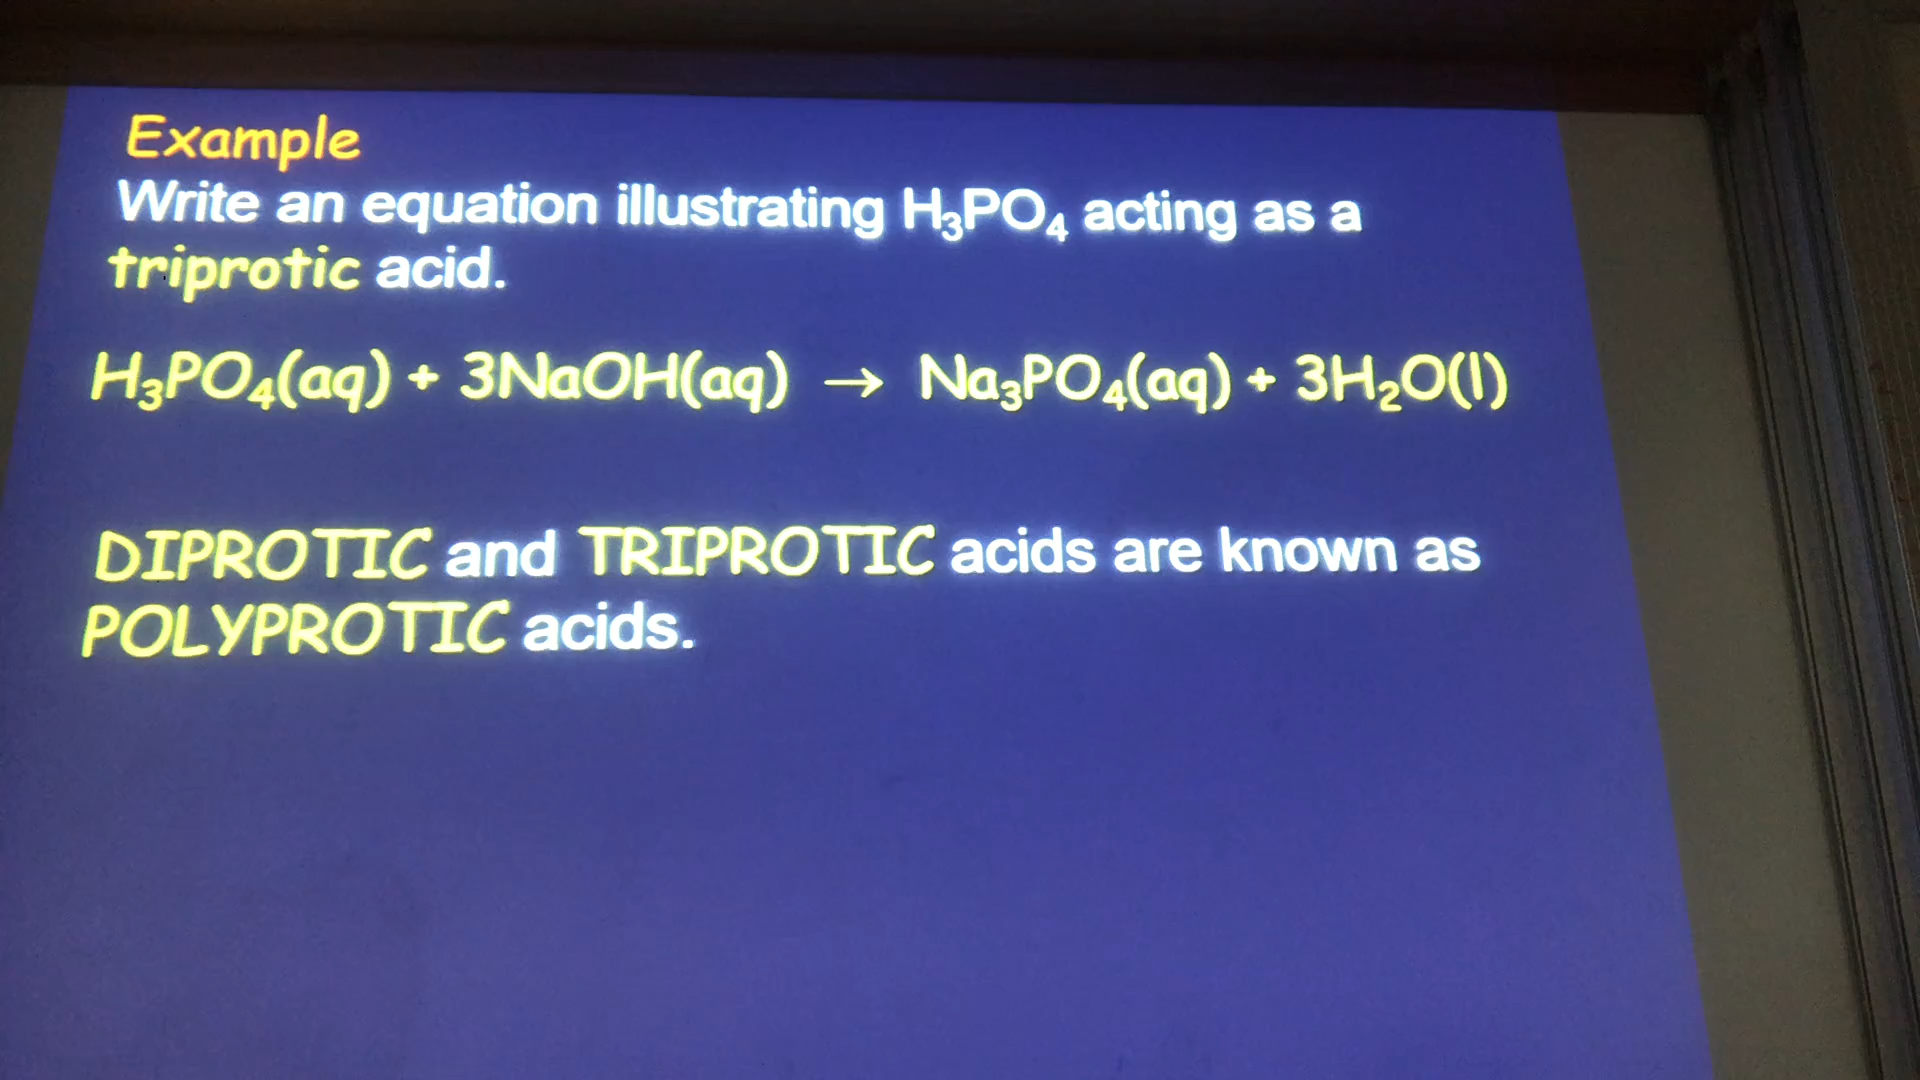 Example
Write an equation illustrating H₃PO₄ acting as a
triprotic acid.
H₃PO₄(aq) + 3NaOH(aq) → Na₃PO₄(aq) + 3H₂O(l)
DIPROTIC and TRIPROTIC acids are known as
POLYPROTIC acids.